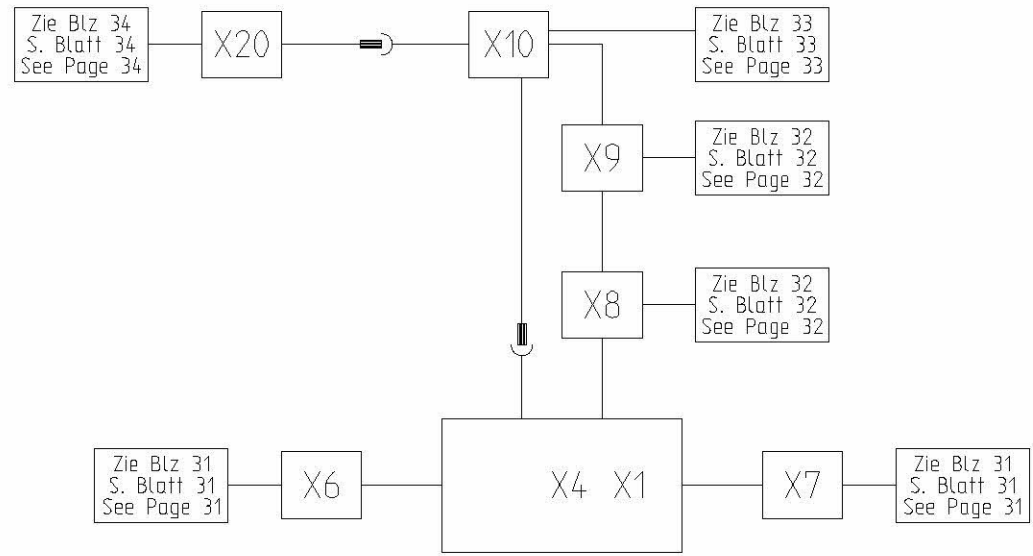 Zie Blz 34
S. Blatt 34
See Page 34
X20
X10
Zie Blz 33
S. Blatt 33
See Page 33
X9
Zie Blz 32
S. Blatt 32
See Page 32
X8
Zie Blz 32
S. Blatt 32
See Page 32
Zie Blz 31
S. Blatt 31
See Page 31
X6
X4 X1
X7
Zie Blz 31
S. Blatt 31
See Page 31